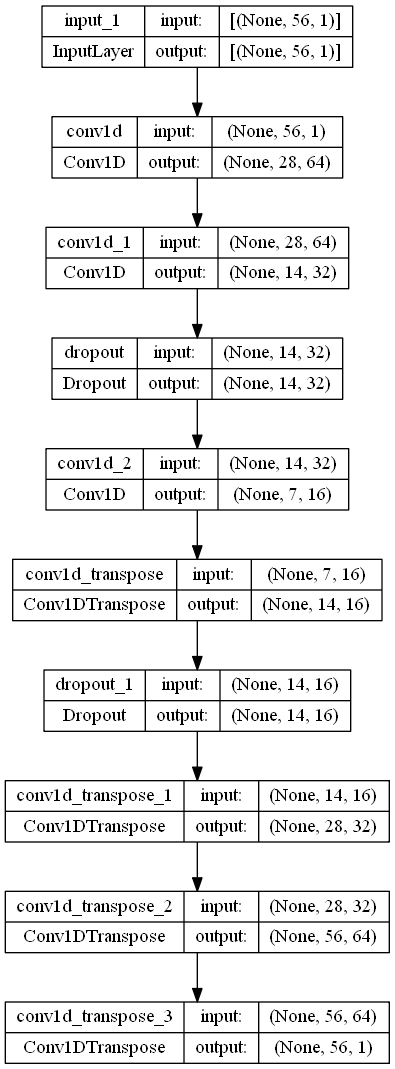 input_1 input: [(None, 56, 1)]
InputLayer output: [(None, 56, 1)]
conv1d input: (None, 56, 1)
Conv1D output: (None, 28, 64)
conv1d_1 input: (None, 28, 64)
Conv1D output: (None, 14, 32)
dropout input: (None, 14, 32)
Dropout output: (None, 14, 32)
conv1d_2 input: (None, 14, 32)
Conv1D output: (None, 7, 16)
conv1d_transpose input: (None, 7, 16)
Conv1DTranspose output: (None, 14, 16)
dropout_1 input: (None, 14, 16)
Dropout output: (None, 14, 16)
conv1d_transpose_1 input: (None, 14, 16)
Conv1DTranspose output: (None, 28, 32)
conv1d_transpose_2 input: (None, 28, 32)
Conv1DTranspose output: (None, 56, 64)
conv1d_transpose_3 input: (None, 56, 64)
Conv1DTranspose output: (None, 56, 1)